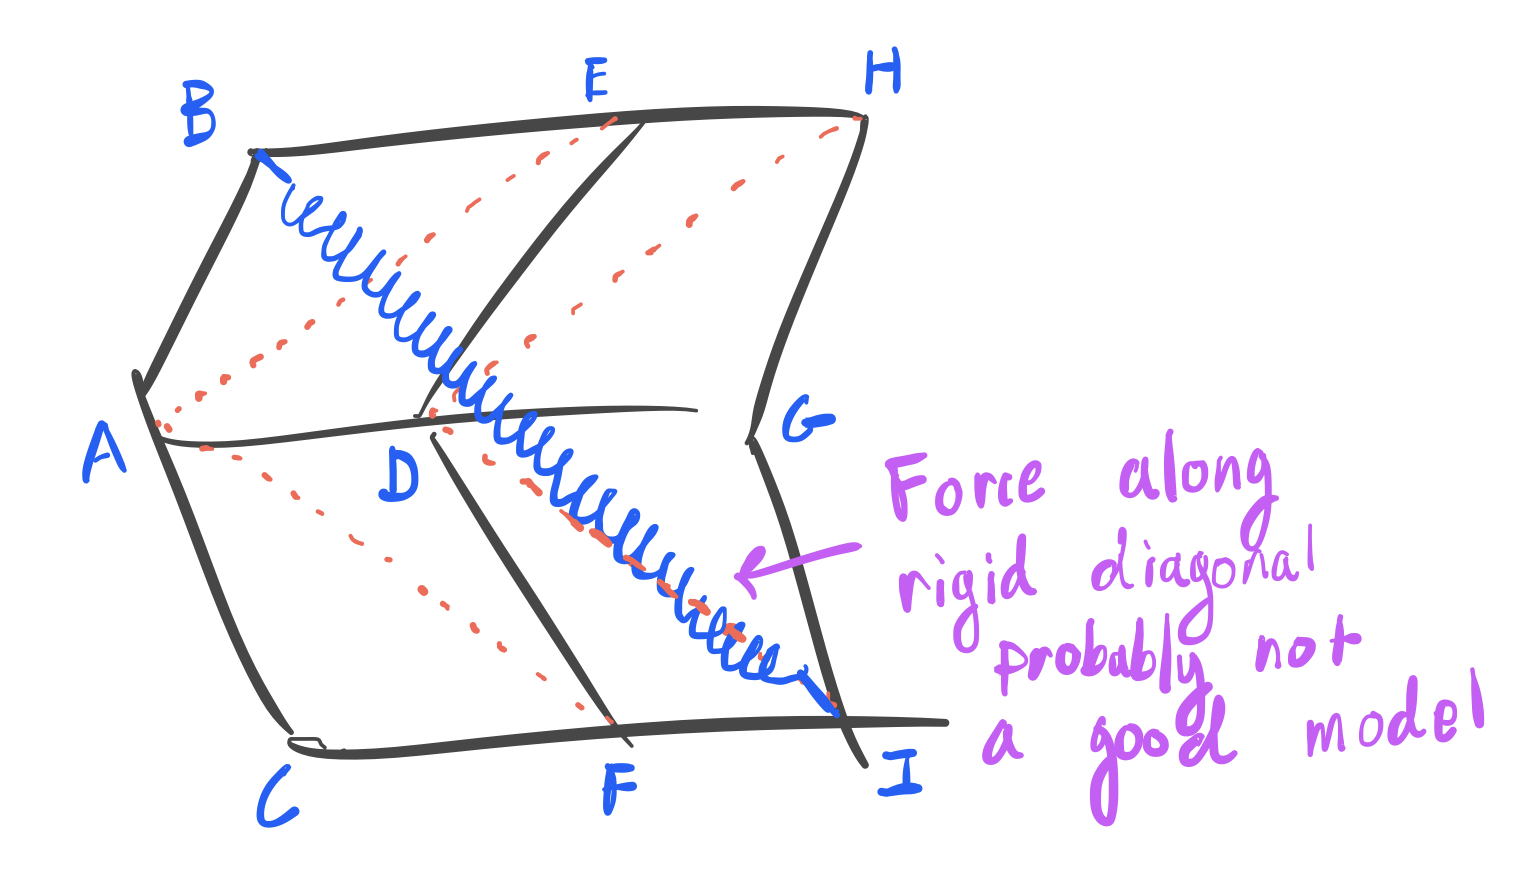 B
E
H
A
D
G
C
F
I
Force along
rigid diagonal
probably not
a good model